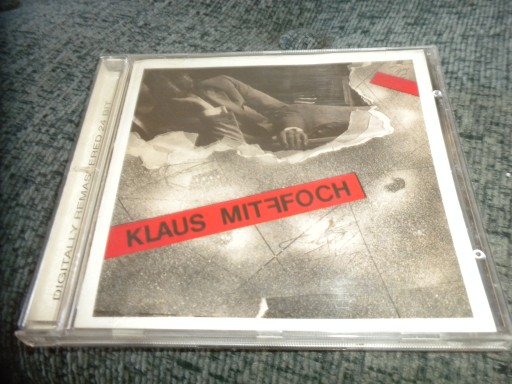 DIGITALLY REMASTERED 24 BIT
KLAUS MITFFOCH